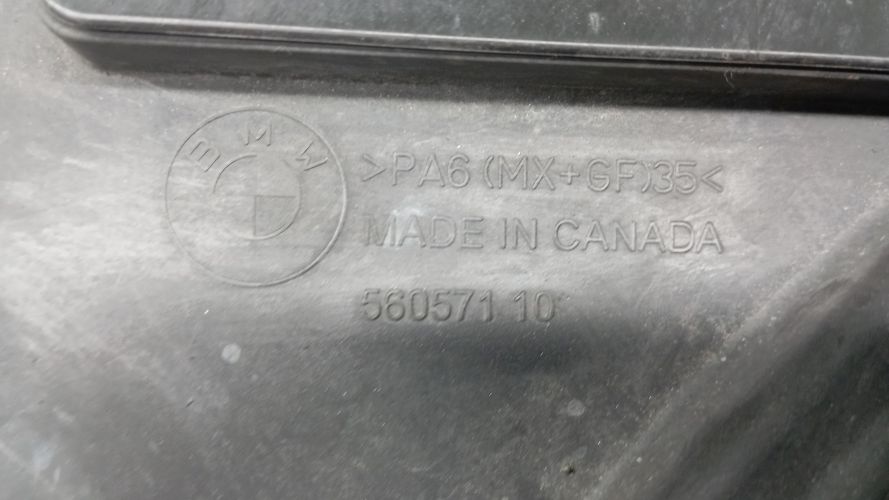 BMW
>PA6 (MX+GF)35<
MADE IN CANADA
560571 10